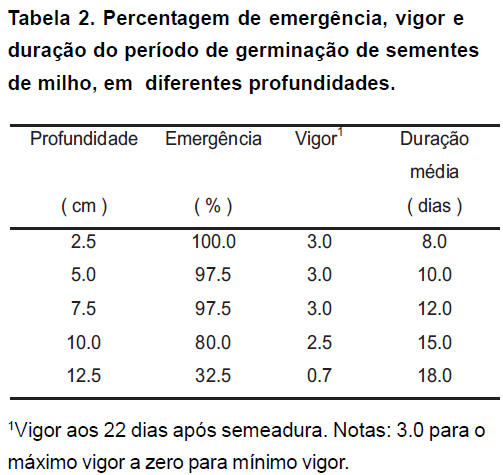 Tabela 2. Percentagem de emergência, vigor e
duração do período de germinação de sementes
de milho, em diferentes profundidades.
Profundidade Emergência Vigor¹ Duração
média
( cm ) ( % ) ( dias )
2.5 100.0 3.0 8.0
5.0 97.5 3.0 10.0
7.5 97.5 3.0 12.0
10.0 80.0 2.5 15.0
12.5 32.5 0.7 18.0
¹Vigor aos 22 dias após semeadura. Notas: 3.0 para o
máximo vigor a zero para mínimo vigor.